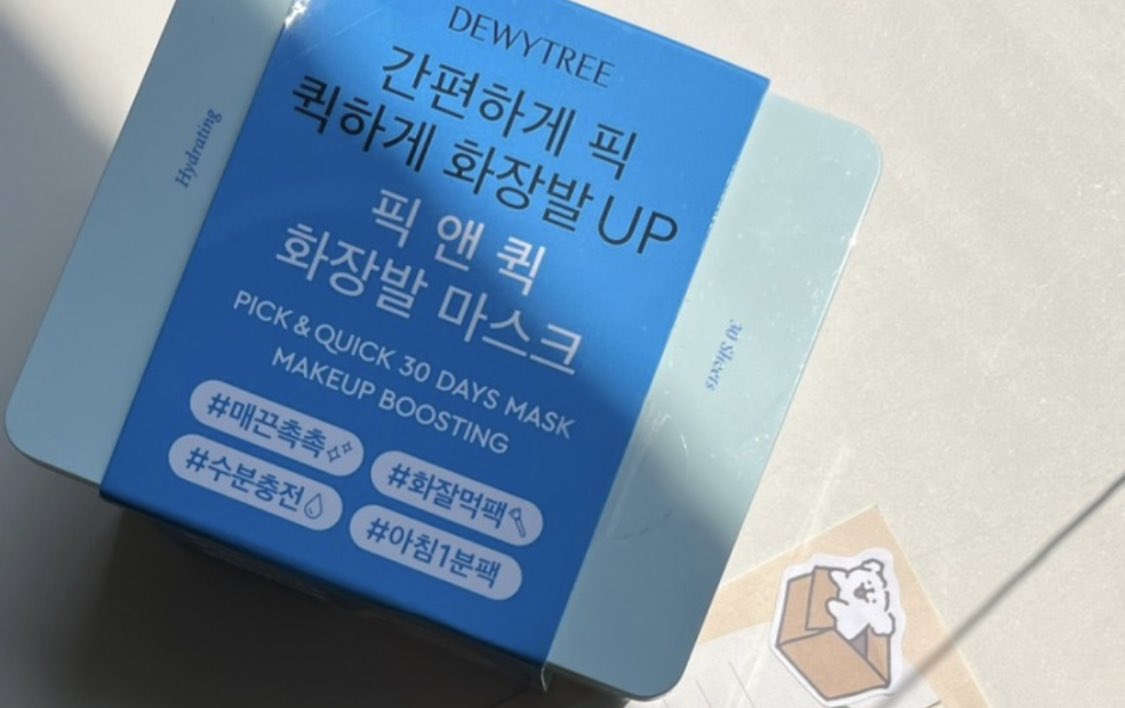 DEWYTREE
간편하게 픽
퀵하게 화장발 UP
픽 앤 퀵
화장발 마스크
PICK & QUICK 30 DAYS MASK
MAKEUP BOOSTING
#매끈촉촉
#화잘먹팩
#수분충전
#아침1분팩
Hydrating
30 Sheets